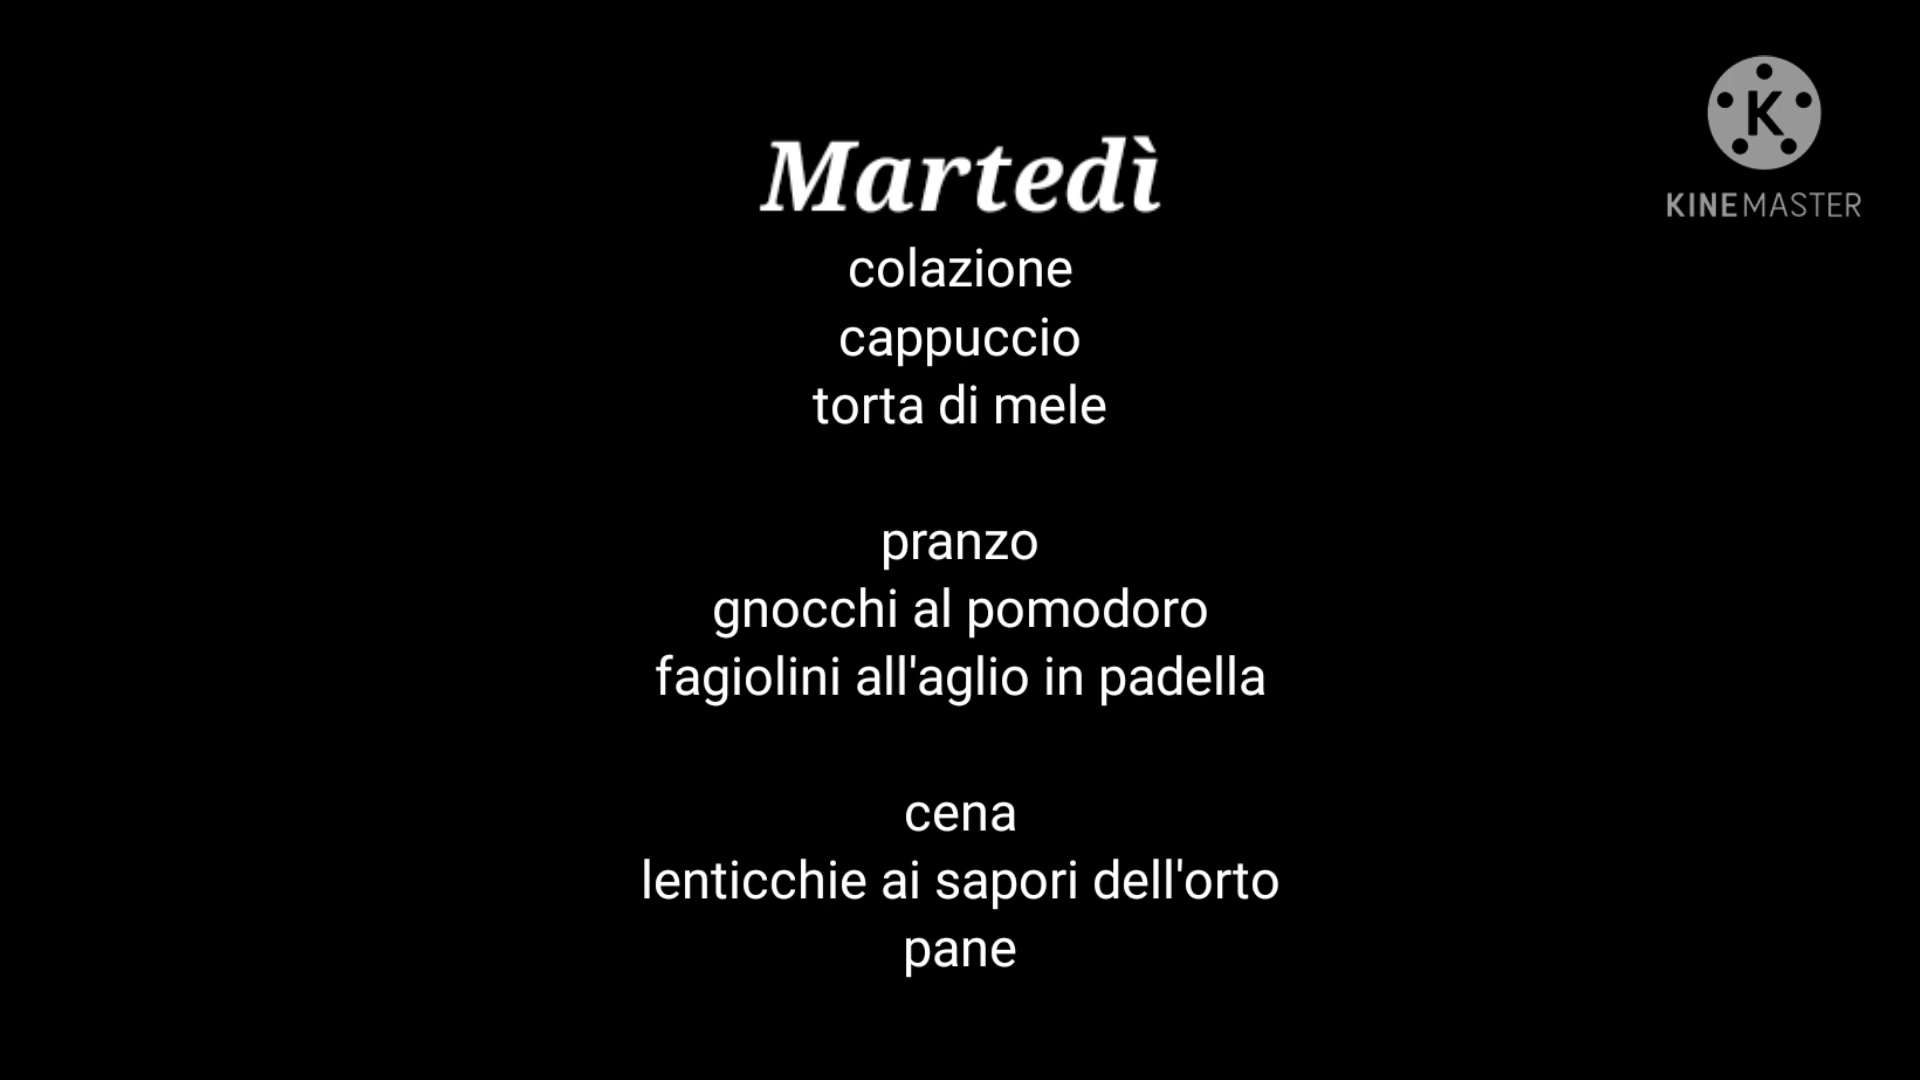 K
KINEMASTER
Martedì
colazione
cappuccio
torta di mele
pranzo
gnocchi al pomodoro
fagiolini all'aglio in padella
cena
lenticchie ai sapori dell'orto
pane